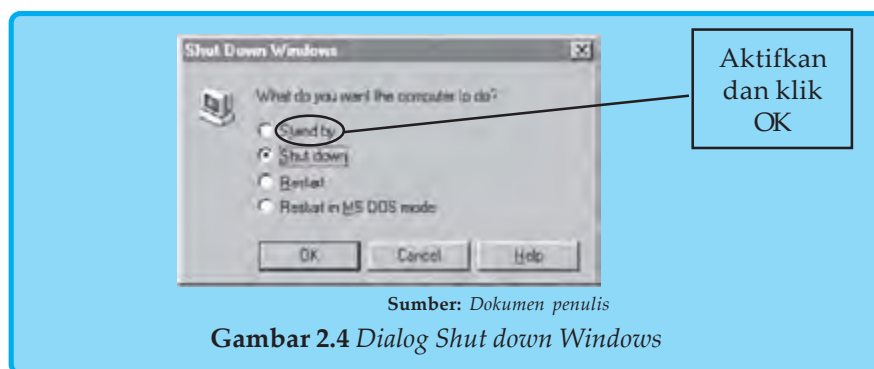 Shut Down Windows
What do you want the computer to do?
Stand by
Shut down
Restart
Restart in MS DOS mode
OK
Cancel
Help
Aktifkan
dan klik
OK
Sumber: Dokumen penulis
Gambar 2.4 Dialog Shut down Windows